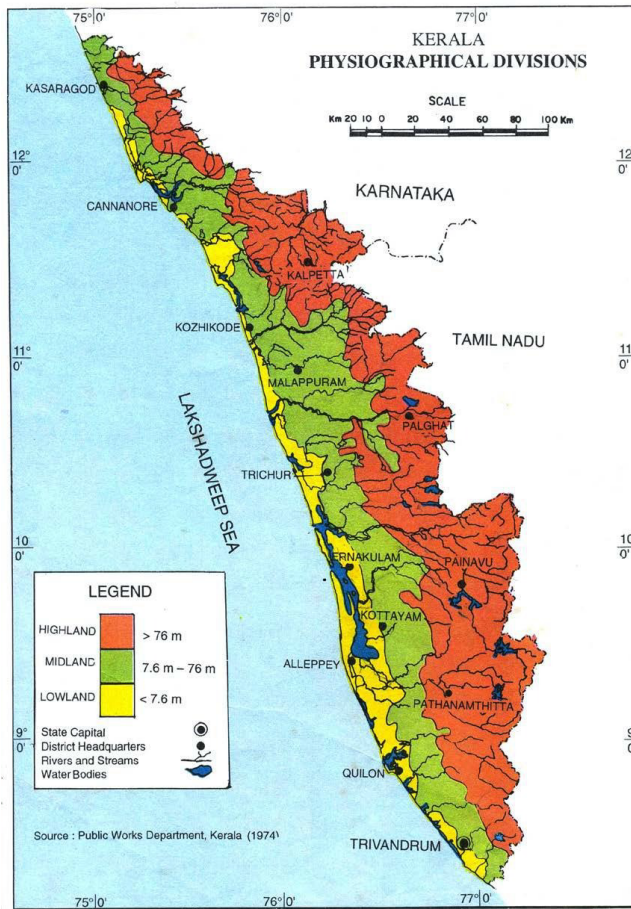 75° 0'
76° 0'
77° 0'
KERALA
PHYSIOGRAPHICAL DIVISIONS
SCALE
Km 20 10 0 20 40 60 80 100 Km
KASARAGOD
12°
0'
12
0'
KARNATAKA
CANNANORE
KALPETTA
KOZHIKODE
TAMIL NADU
11°
0'
11
0'
MALAPPURAM
PALGHAT
LAKSHADWEEP SEA
TRICHUR
10
0'
10
0'
ERNAKULAM
PAINAVU
KOTTAYAM
ALLEPPEY
PATHANAMTHITTA
LEGEND
HIGHLAND > 76 m
MIDLAND 7.6 m – 76 m
LOWLAND < 7.6 m
State Capital
District Headquarters
Rivers and Streams
Water Bodies
9°
0'
9
0'
QUILON
Source : Public Works Department, Kerala (1974)
TRIVANDRUM
75° 0'
76° 0'
77° 0'